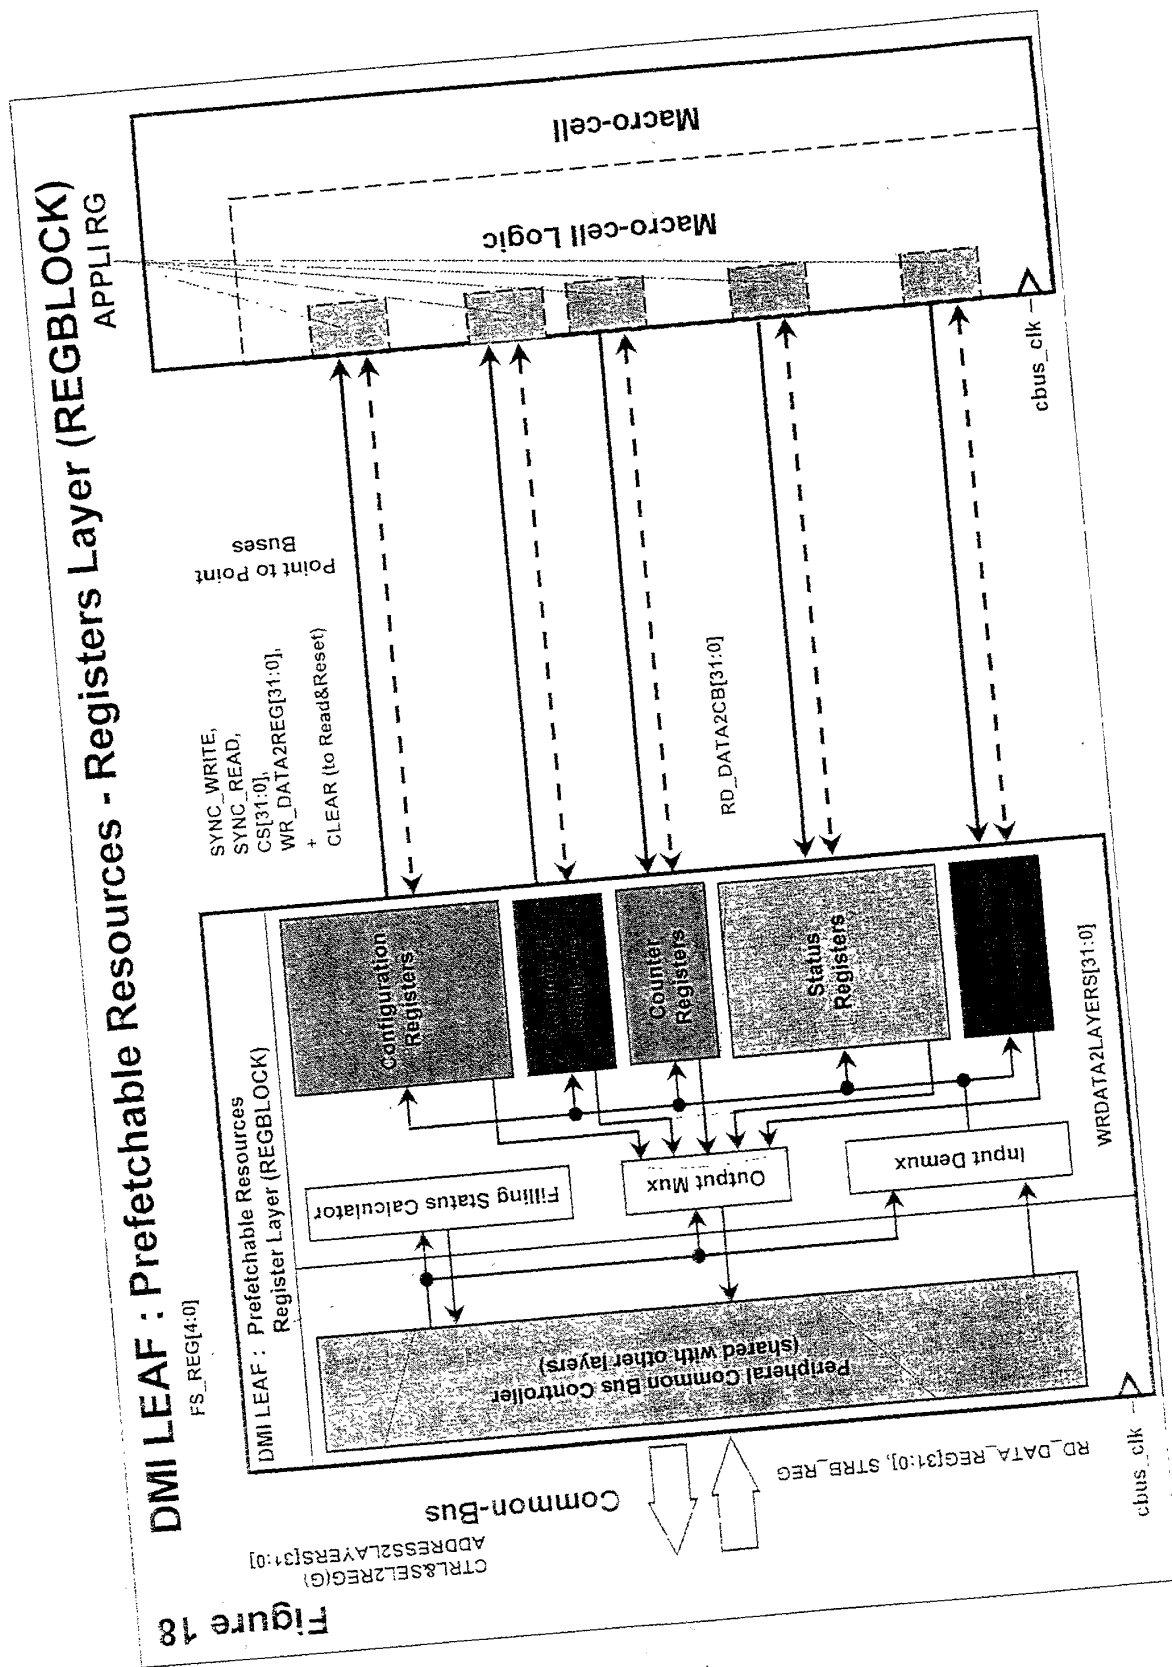 Figure 18
DMI LEAF : Prefetchable Resources - Registers Layer (REGBLOCK)
FS_REG[4:0]
APPLI RG
CTRL&SEL2REG(G)
ADDRESS2LAYERS[31:0]
Common-Bus
RD_DATA_REG[31:0], STRB_REG
cbus_clk
DMI LEAF : Prefetchable Resources
Register Layer (REGBLOCK)
Peripheral Common Bus Controller
(shared with other layers)
Filling Status Calculator
Output Mux
Input Demux
Configuration
Registers
Counter
Registers
Status
Registers
WRDATA2LAYERS[31:0]
SYNC_WRITE,
SYNC_READ,
CS[31:0],
WR_DATA2REG[31:0],
+
CLEAR (to Read&Reset)
Point to Point
Buses
RD_DATA2CB[31:0]
Macro-cell Logic
Macro-cell
cbus_clk